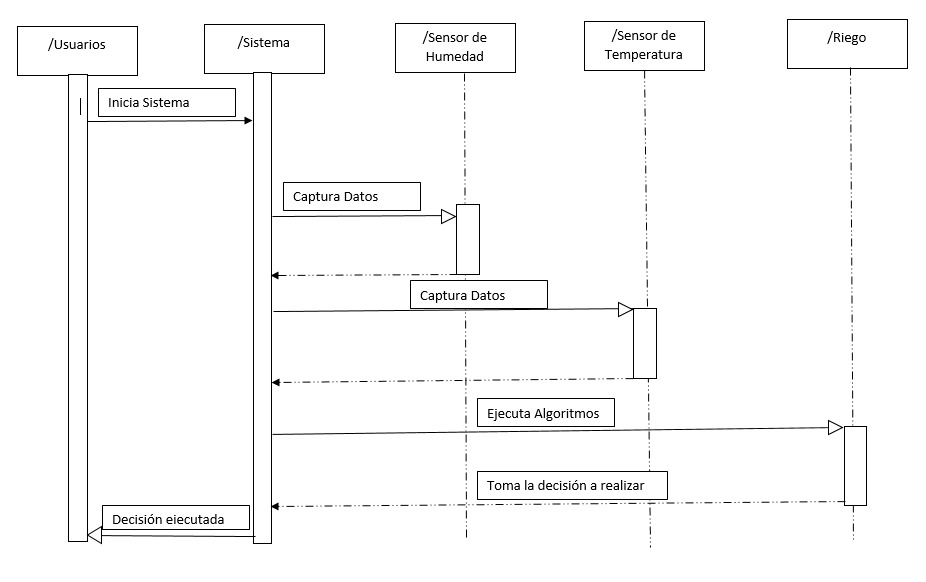 /Usuarios
/Sistema
/Sensor de
Humedad
/Sensor de
Temperatura
/Riego
Inicia Sistema
Captura Datos
Captura Datos
Ejecuta Algoritmos
Toma la decisión a realizar
Decisión ejecutada